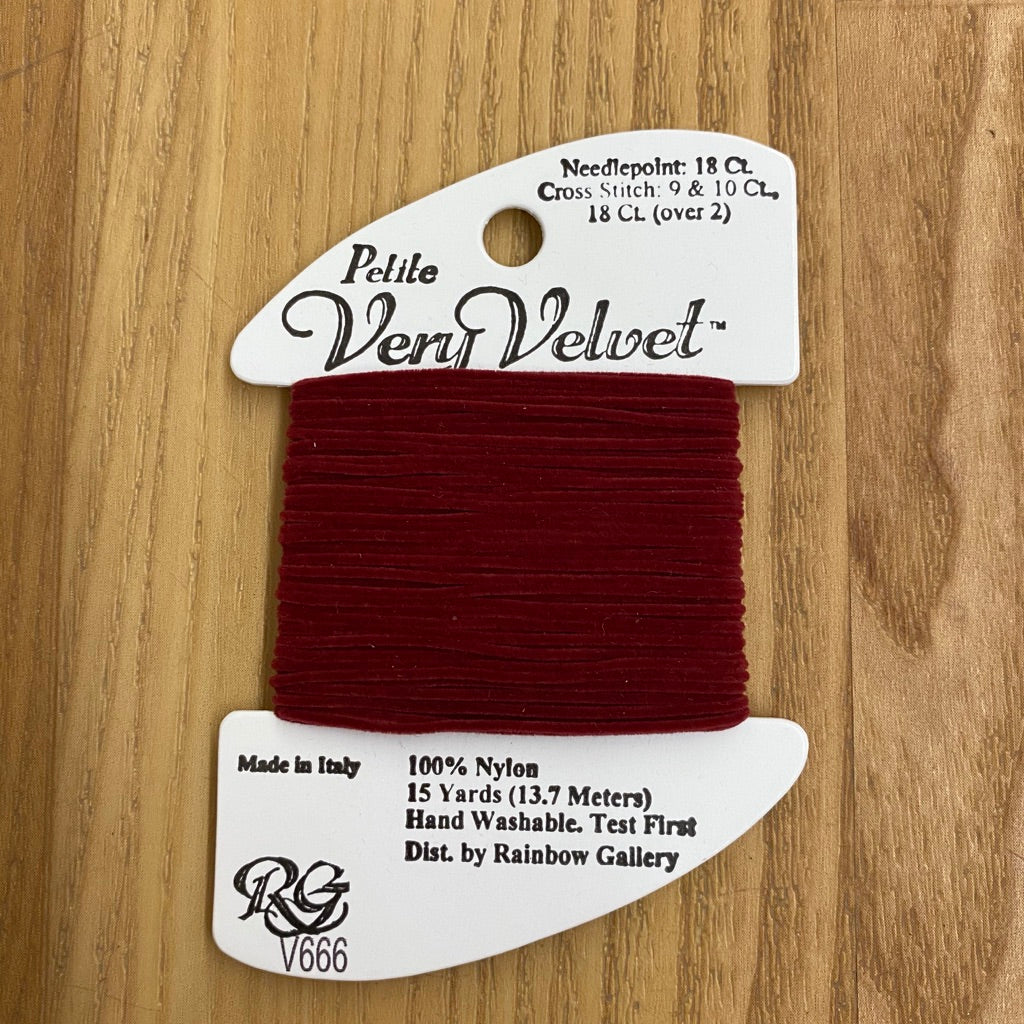 Needlepoint: 18 Ct.
Cross Stitch: 9 & 10 Ct.,
18 Ct. (over 2)
Petite
Very Velvet™
Made in Italy
100% Nylon
15 Yards (13.7 Meters)
Hand Washable. Test First
Dist. by Rainbow Gallery
RG
V666